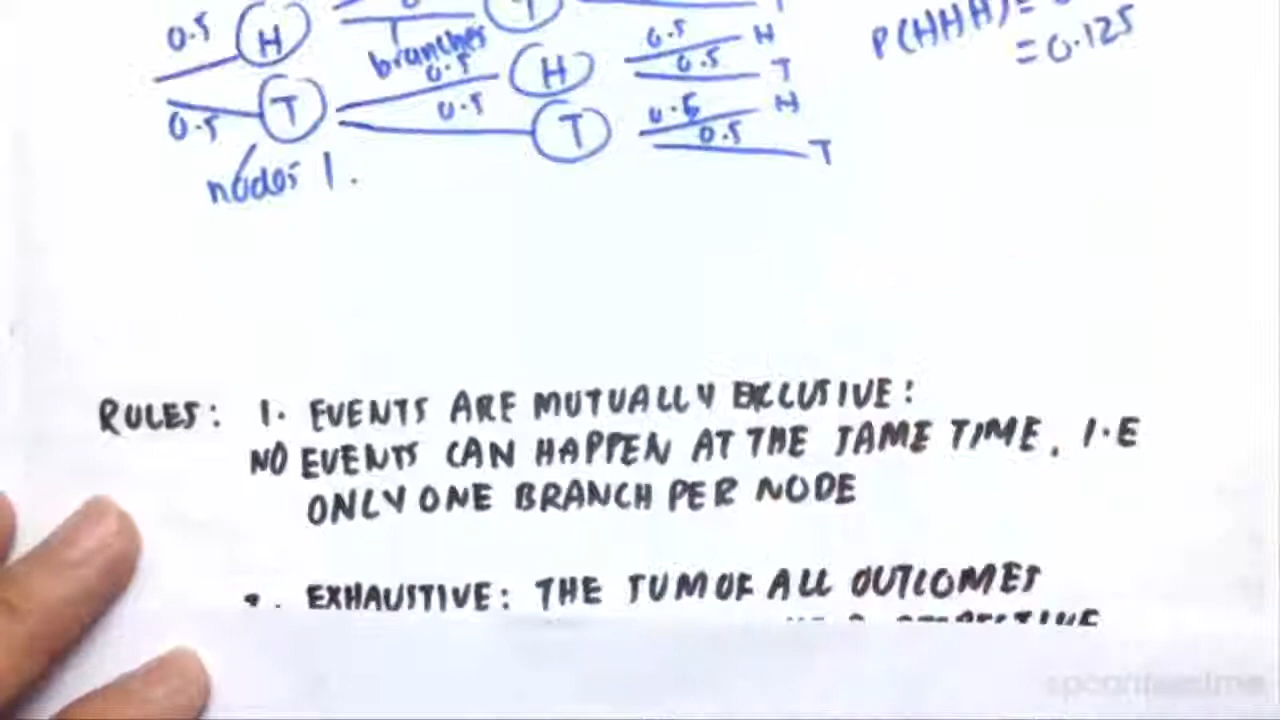 0.5 H T T
branches 0.5 H 0.5 H P(HHH)=
0.5 T = 0.125
0.5 T 0.5 T 0.5 H
0.5 T
nodes 1.
RULES: 1. EVENTS ARE MUTUALLY EXCLUSIVE:
NO EVENTS CAN HAPPEN AT THE SAME TIME. I.E
ONLY ONE BRANCH PER NODE
. EXHAUSTIVE: THE SUM OF ALL OUTCOMES